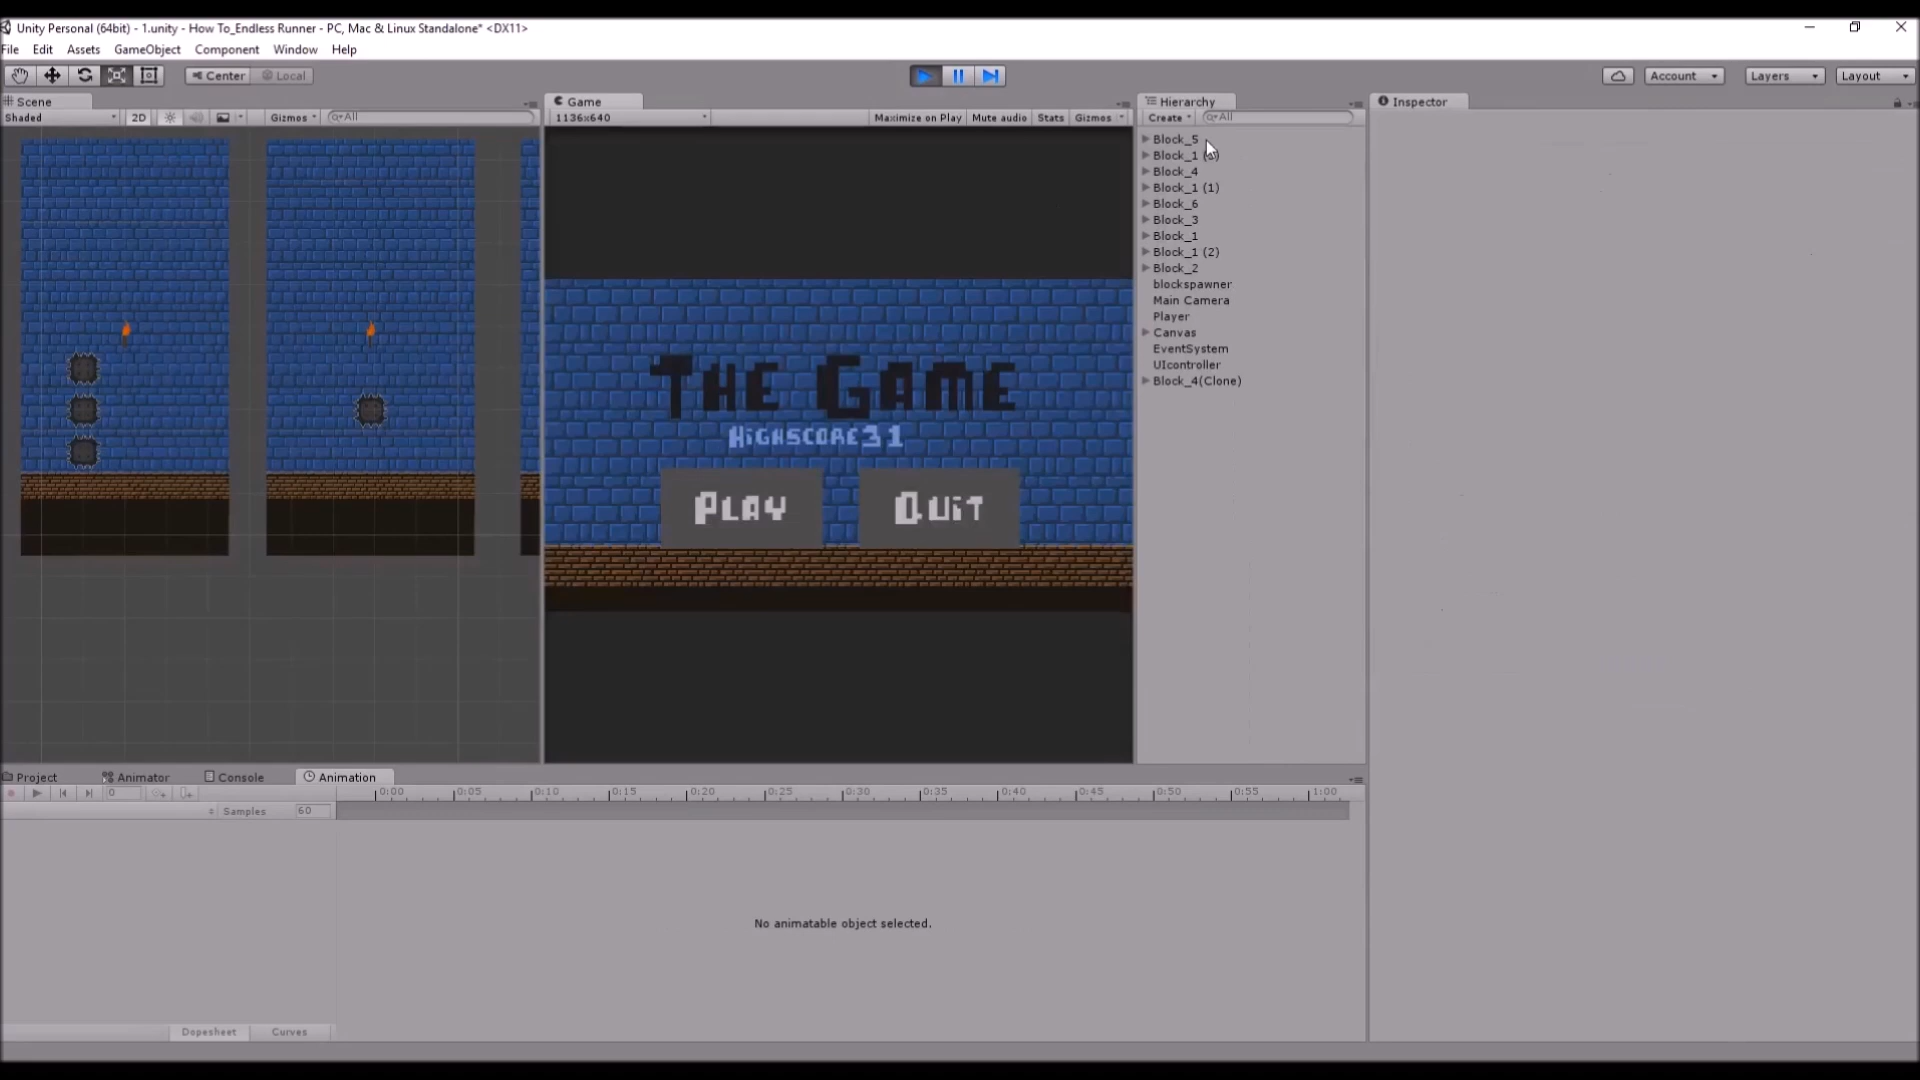 Unity Personal (64bit) - 1.unity - How To_Endless Runner - PC, Mac & Linux Standalone* <DX11>
File Edit Assets GameObject Component Window Help
Center Local Account Layers Layout
Scene
Shaded 2D Gizmos All
Game
1136x640 Maximize on Play Mute audio Stats Gizmos
The Game
Highscore31
Play Quit
Hierarchy
Create All
Block_5
Block_1
Block_4
Block_1 (1)
Block_6
Block_3
Block_1
Block_1 (2)
Block_2
blockspawner
Main Camera
Player
Canvas
EventSystem
UIcontroller
Block_4(Clone)
Inspector
Project Animator Console Animation
0 0:00 0:05 0:10 0:15 0:20 0:25 0:30 0:35 0:40 0:45 0:50 0:55 1:00
Samples 60
No animatable object selected.
Dopesheet Curves